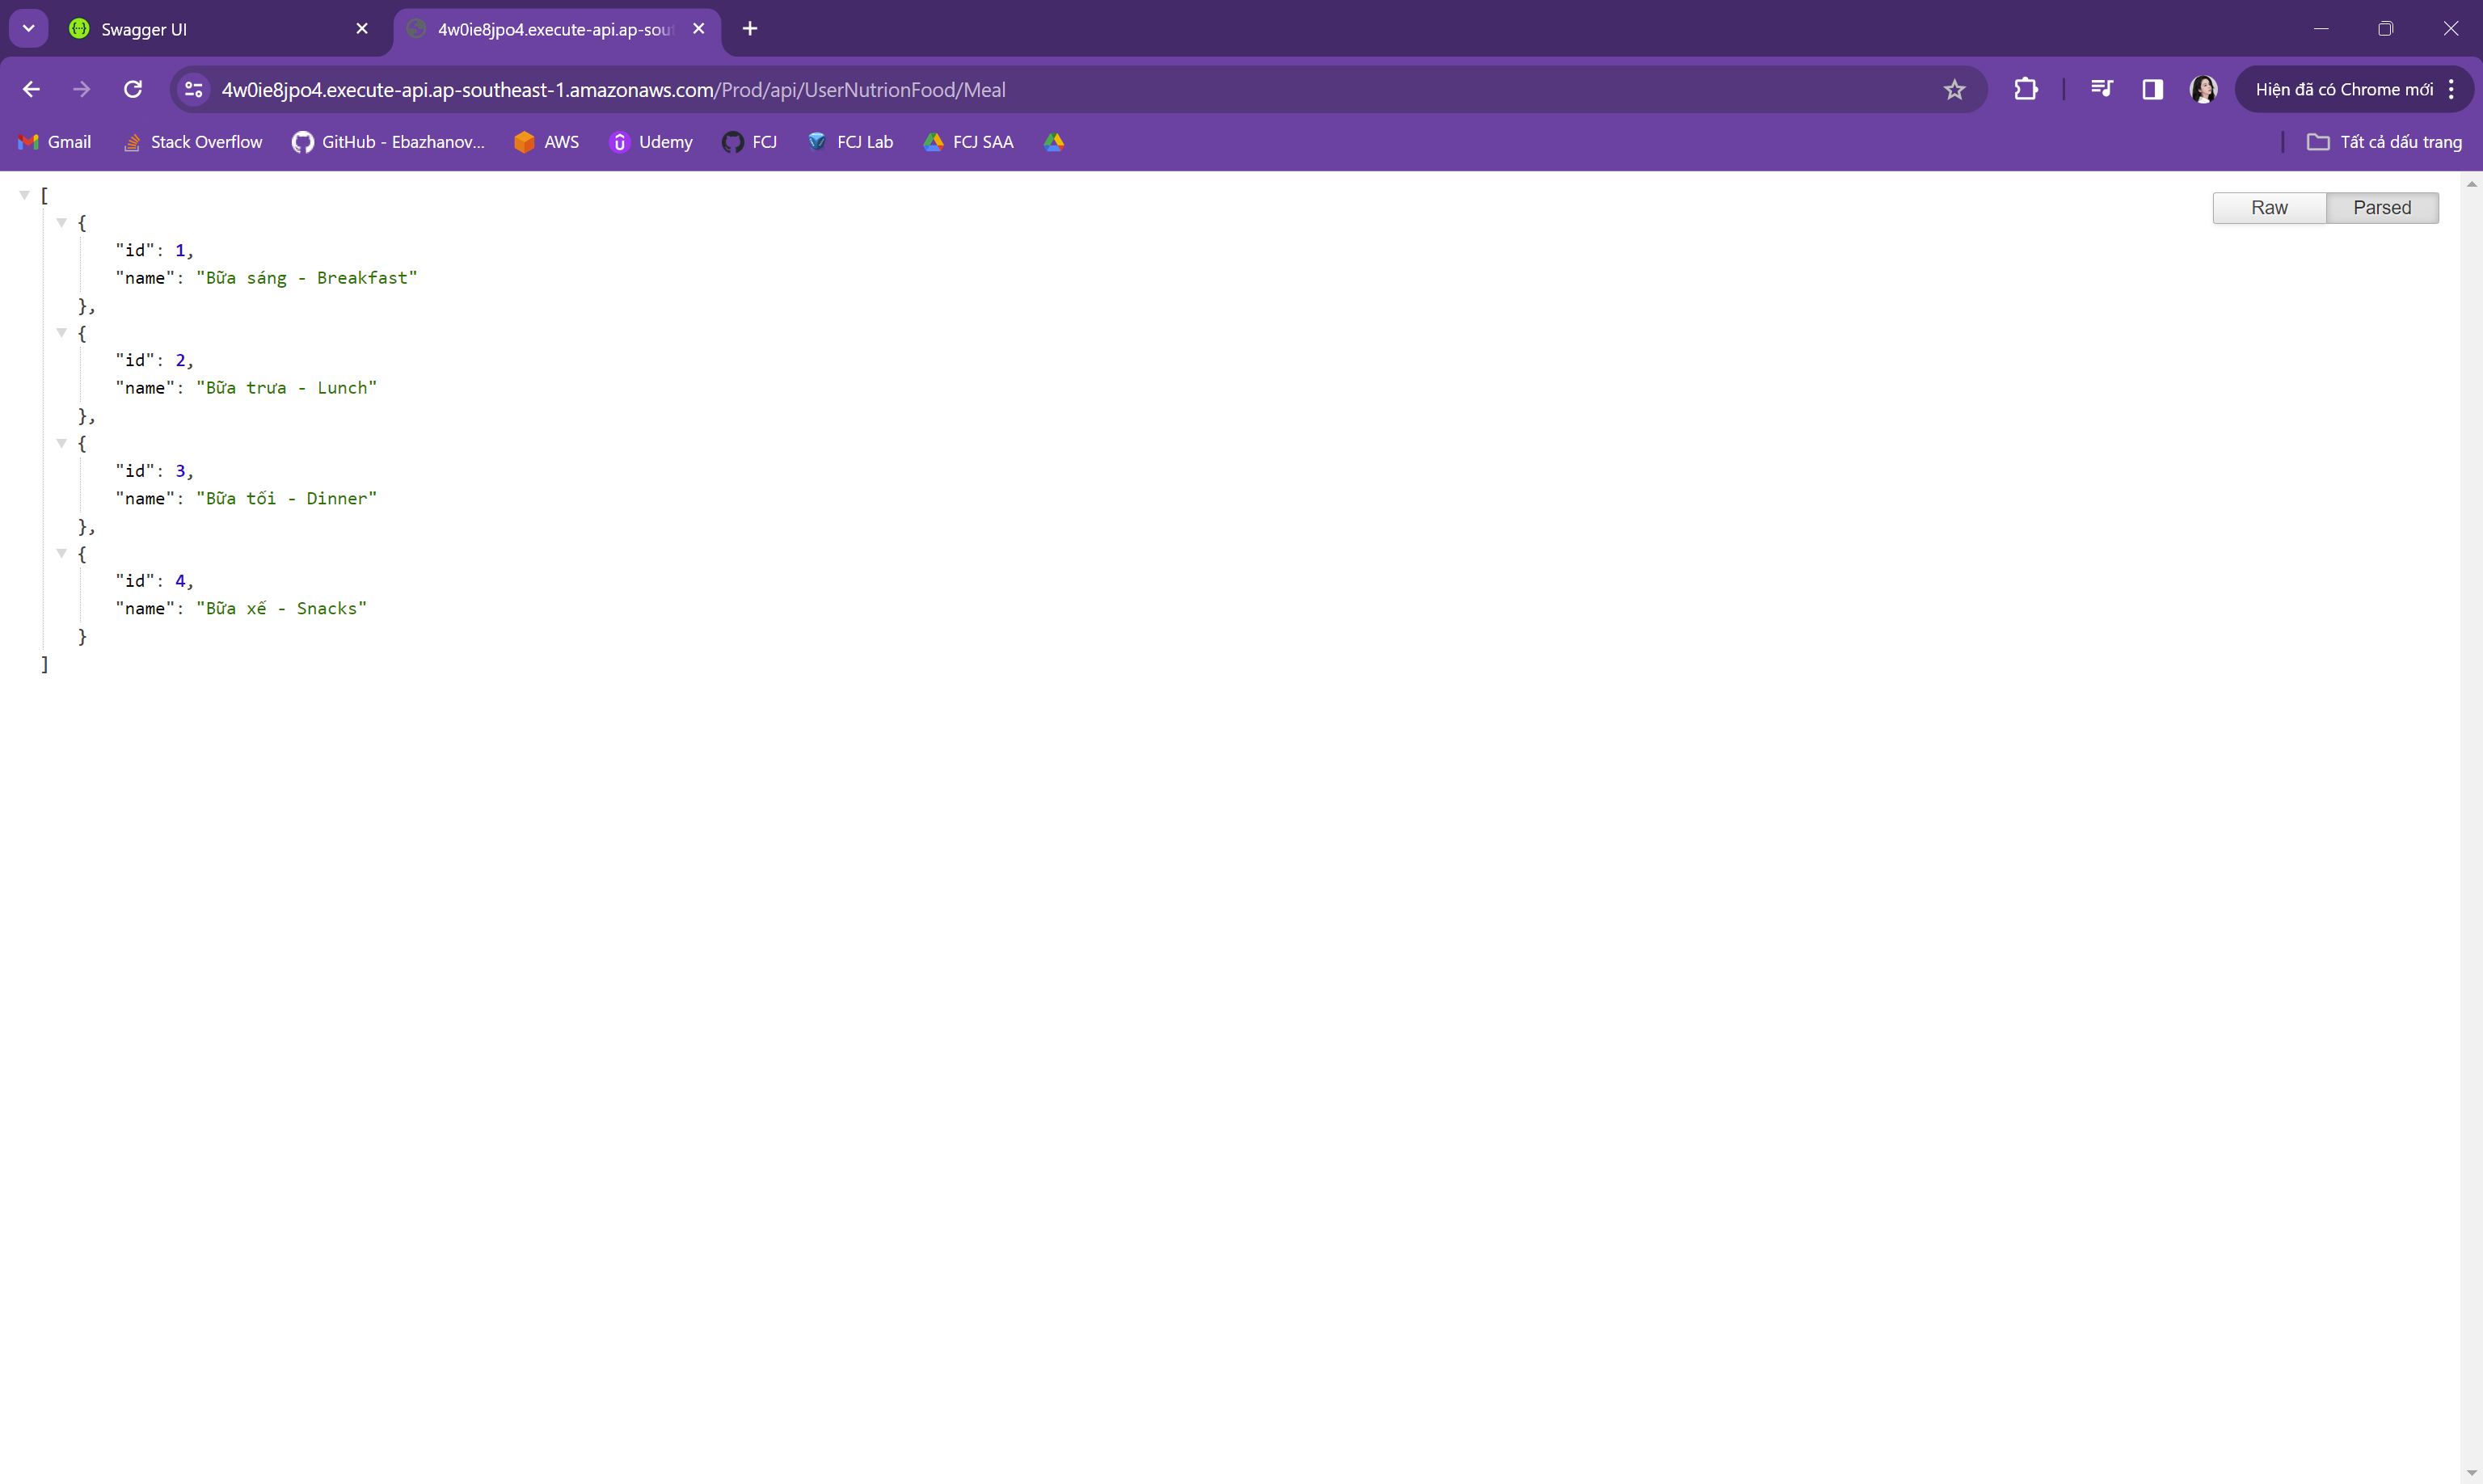 Swagger UI
4w0ie8jpo4.execute-api.ap-sout
4w0ie8jpo4.execute-api.ap-southeast-1.amazonaws.com/Prod/api/UserNutrionFood/Meal
Hiện đã có Chrome mới
Gmail
Stack Overflow
GitHub - Ebazhanov...
AWS
Udemy
FCJ
FCJ Lab
FCJ SAA
Tất cả dấu trang
Raw
Parsed
[
{
"id": 1,
"name": "Bữa sáng - Breakfast"
},
{
"id": 2,
"name": "Bữa trưa - Lunch"
},
{
"id": 3,
"name": "Bữa tối - Dinner"
},
{
"id": 4,
"name": "Bữa xế - Snacks"
}
]